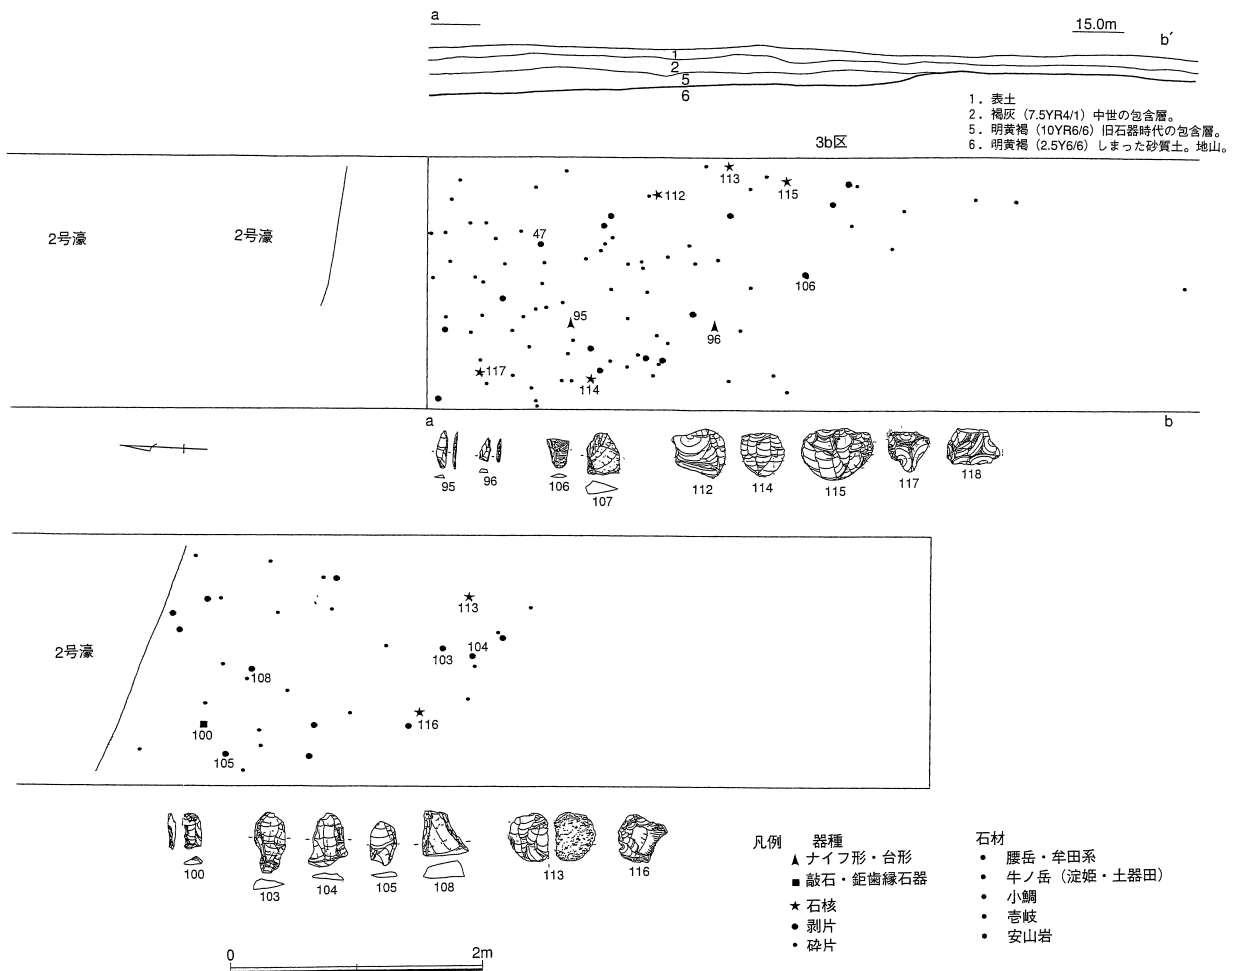 a
15.0m
b′
1
2
5
6
1．表土
2．褐灰（7.5YR4/1）中世の包含層。
5．明黄褐（10YR6/6）旧石器時代の包含層。
6．明黄褐（2.5Y6/6）しまった砂質土。地山。
3b区
113
115
112
2号濠
2号濠
47
106
95
96
117
114
a
b
95
96
106
107
112
114
115
117
118
113
104
103
2号濠
108
116
100
105
100
103
104
105
108
113
116
凡例 器種
ナイフ形・台形
敲石・鉅歯縁石器
石核
剥片
砕片
石材
腰岳・牟田系
牛ノ岳（淀姫・土器田）
小鯛
壱岐
安山岩
0
2m